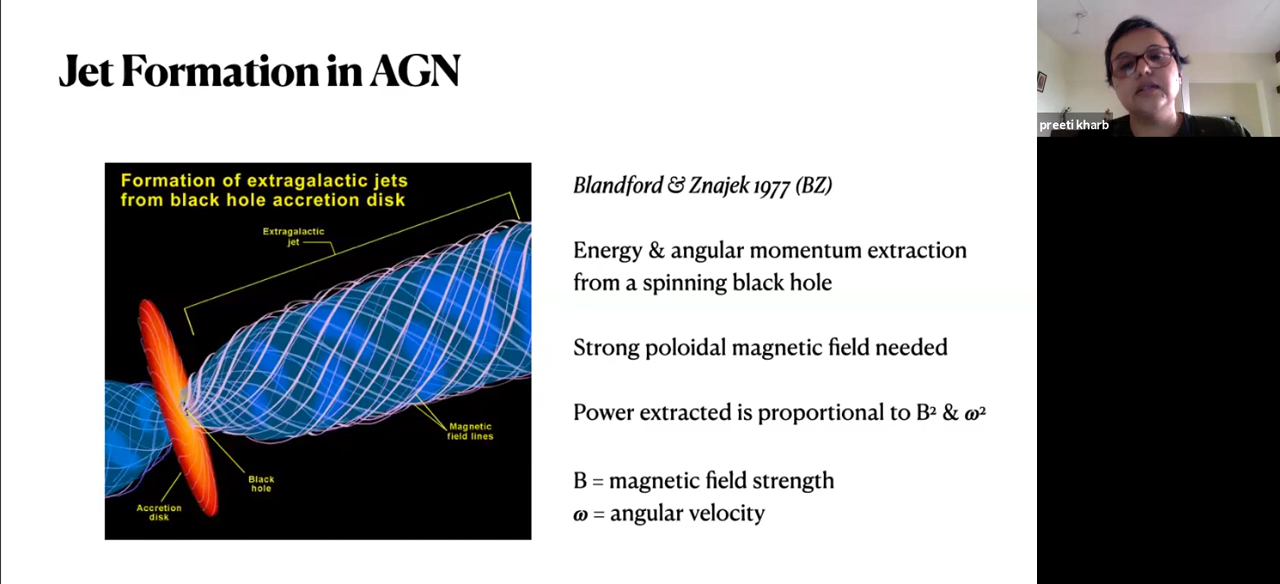 Jet Formation in AGN
Formation of extragalactic jets
from black hole accretion disk
Extragalactic
jet
Magnetic
field lines
Black
hole
Accretion
disk
Blandford & Znajek 1977 (BZ)
Energy & angular momentum extraction
from a spinning black hole
Strong poloidal magnetic field needed
Power extracted is proportional to B² & ω²
B = magnetic field strength
ω = angular velocity
preeti kharb